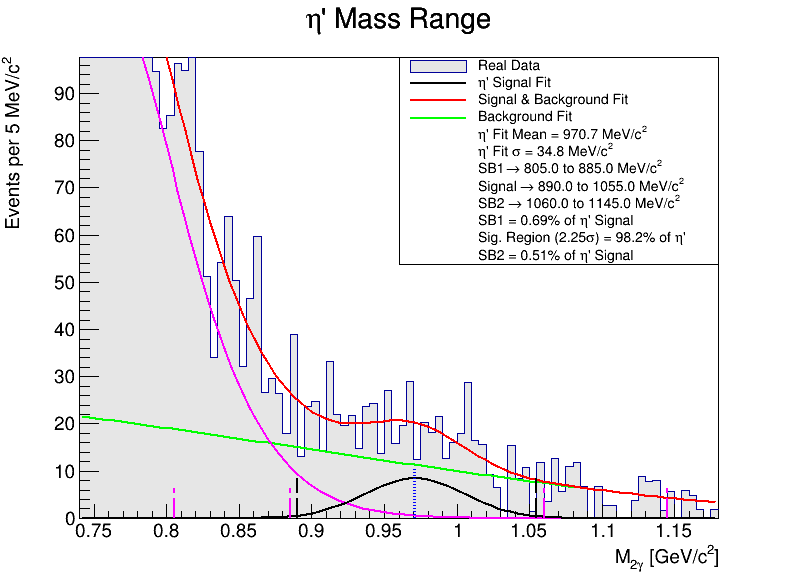 η' Mass Range
Events per 5 MeV/c²
90
80
70
60
50
40
30
20
10
0
Real Data
η' Signal Fit
Signal & Background Fit
Background Fit
η' Fit Mean = 970.7 MeV/c²
η' Fit σ = 34.8 MeV/c²
SB1 → 805.0 to 885.0 MeV/c²
Signal → 890.0 to 1055.0 MeV/c²
SB2 → 1060.0 to 1145.0 MeV/c²
SB1 = 0.69% of η' Signal
Sig. Region (2.25σ) = 98.2% of η'
SB2 = 0.51% of η' Signal
0.75 0.8 0.85 0.9 0.95 1 1.05 1.1 1.15
M₂γ [GeV/c²]